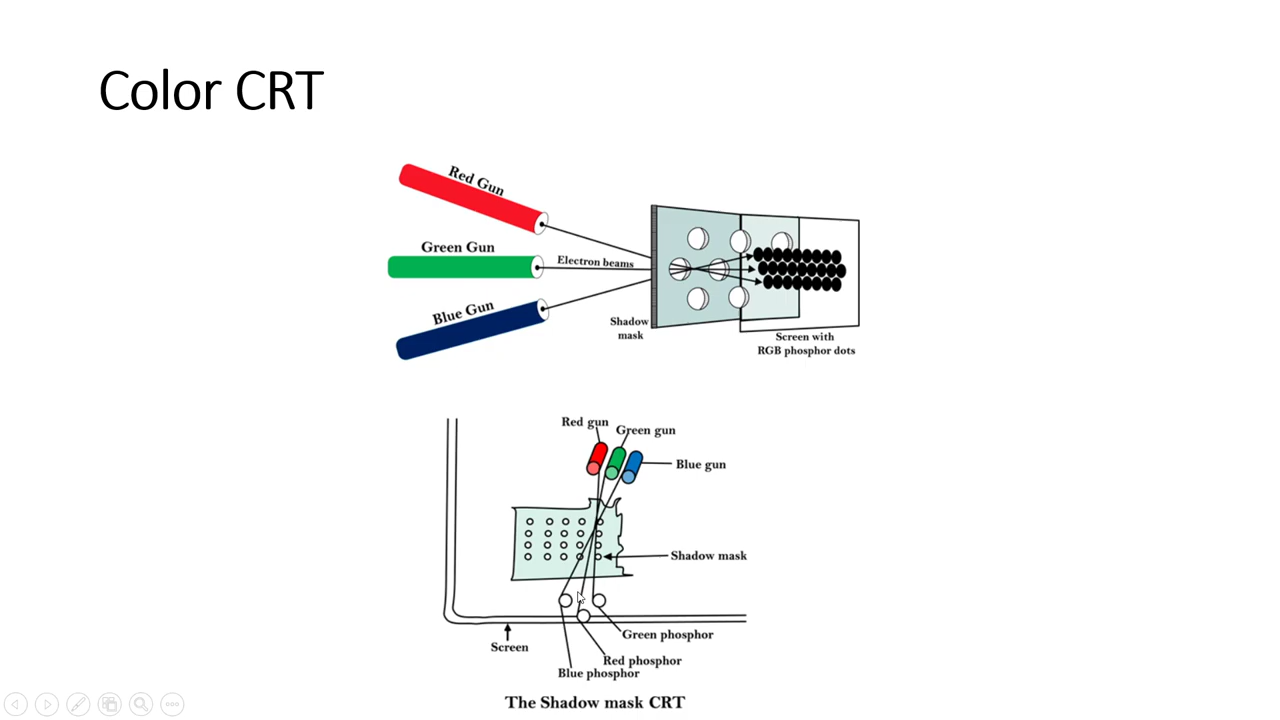 Color CRT
Red Gun
Green Gun
Electron beams
Blue Gun
Shadow
mask
Screen with
RGB phosphor dots
Red gun
Green gun
Blue gun
Shadow mask
Green phosphor
Screen
Red phosphor
Blue phosphor
The Shadow mask CRT